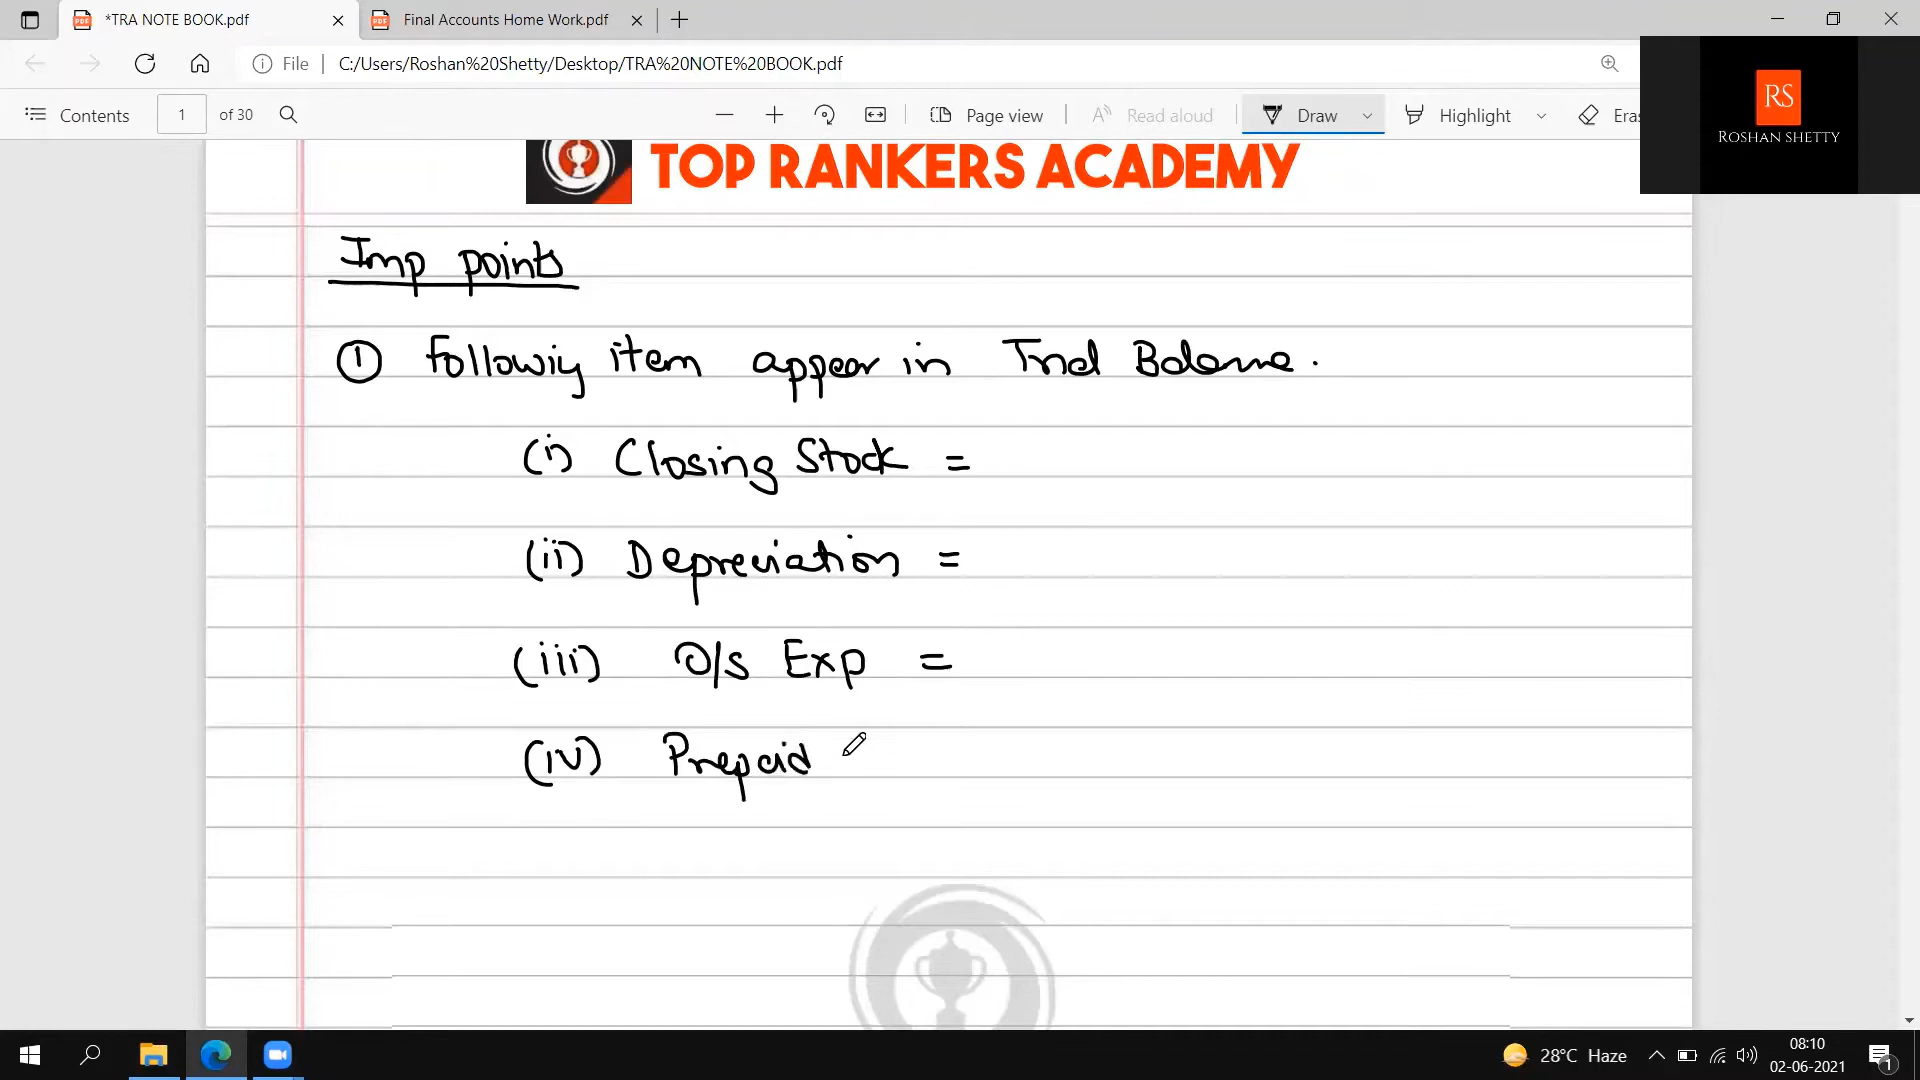 *TRA NOTE BOOK.pdf
Final Accounts Home Work.pdf
File
C:/Users/Roshan%20Shetty/Desktop/TRA%20NOTE%20BOOK.pdf
Contents
1 of 30
Page view
Read aloud
Draw
Highlight
Eras
RS
ROSHAN SHETTY
TOP RANKERS ACADEMY
Imp points
① Following item appear in Trial Balance.
(i) Closing Stock =
(ii) Depreciation =
(iii) O/s Exp =
(iv) Prepaid
28°C Haze
08:10
02-06-2021
1